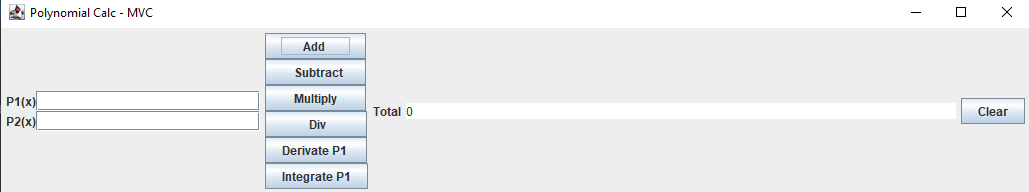 Polynomial Calc - MVC
Add
Subtract
Multiply
Div
Derivate P1
Integrate P1
P1(x)
P2(x)
Total 0
Clear